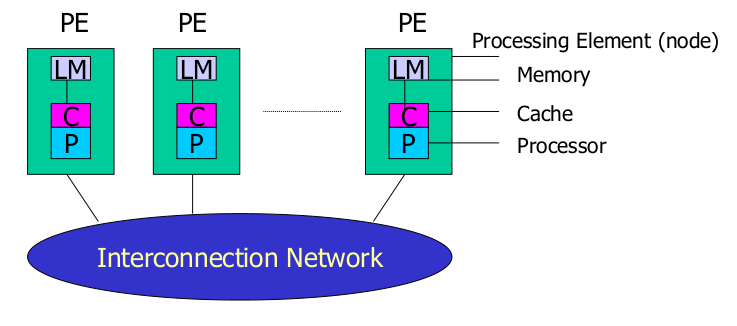 PE
PE
PE
Processing Element (node)
LM
LM
LM
Memory
C
C
C
Cache
P
P
P
Processor
Interconnection Network